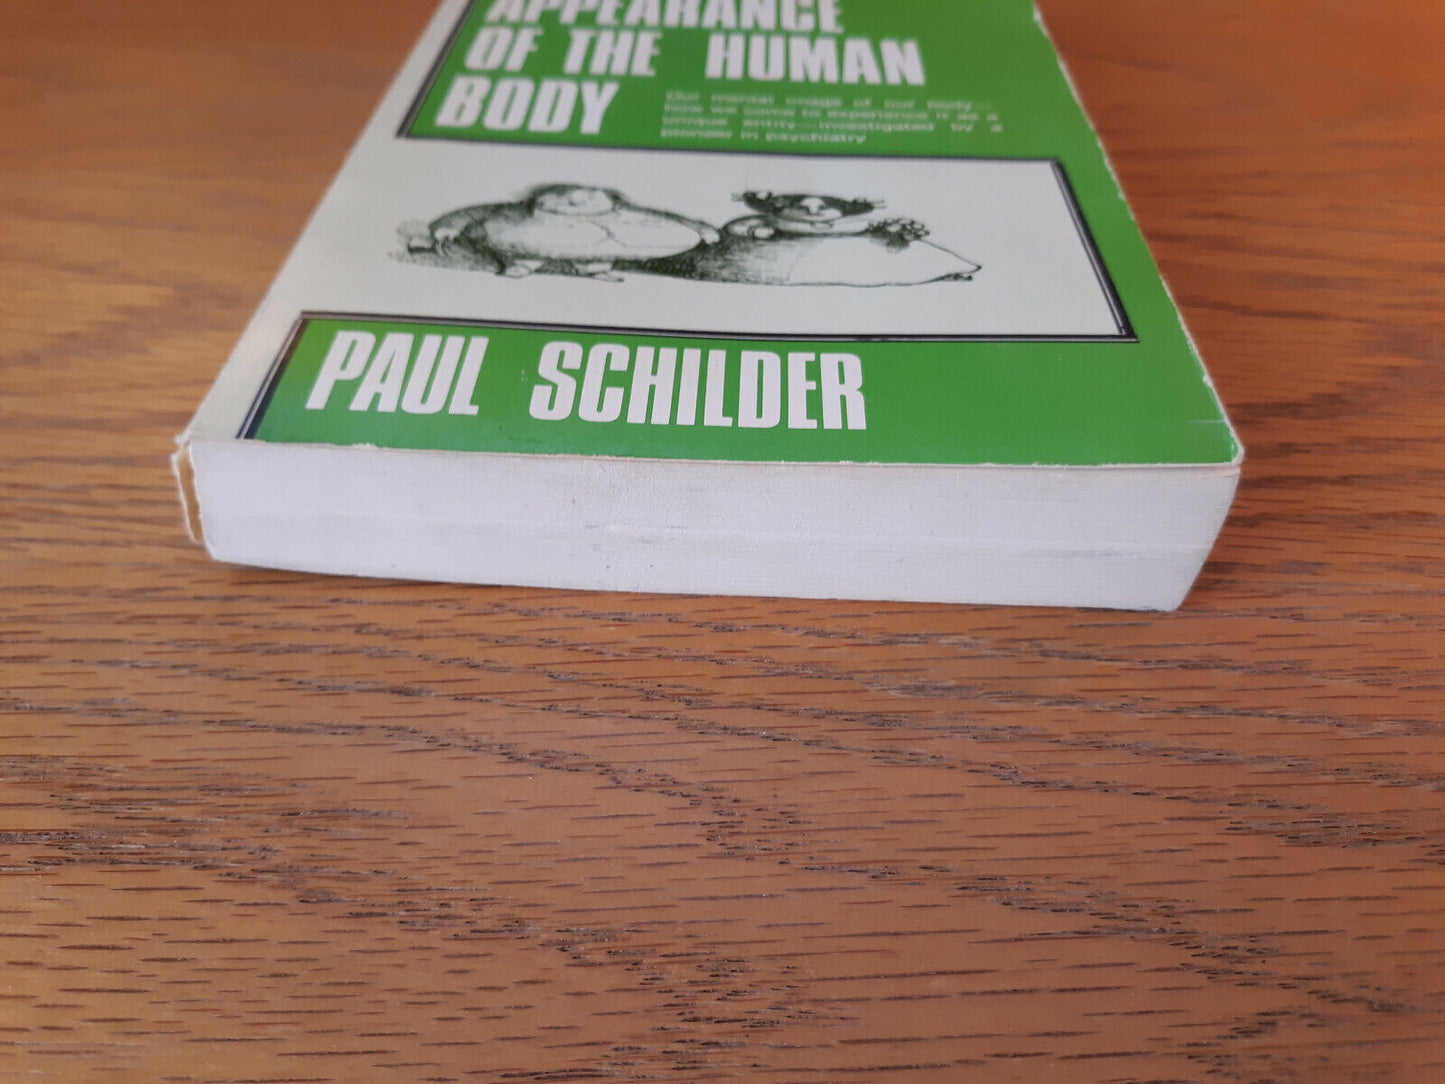 APPEARANCE
OF THE HUMAN
BODY
Our mental image of our body—
how we come to experience it as a
unique entity—investigated by a
pioneer in psychiatry
PAUL SCHILDER